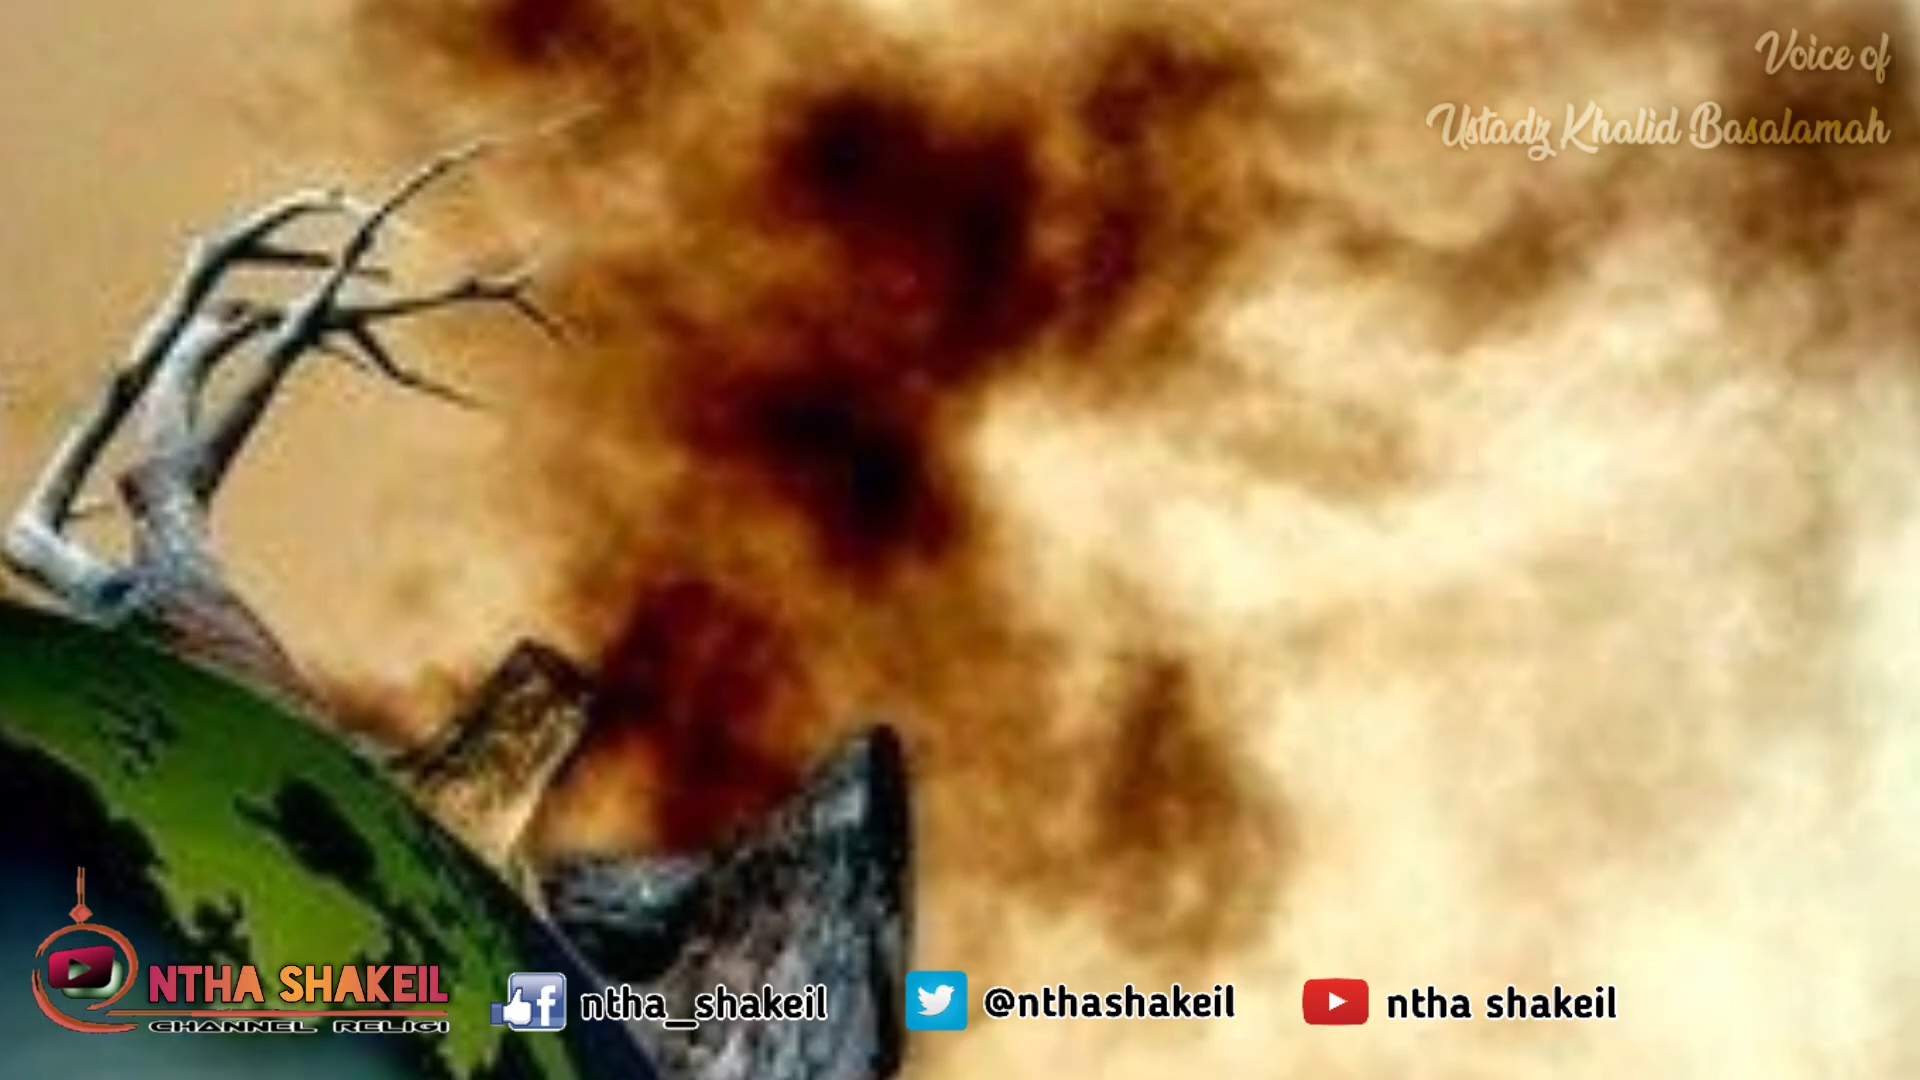 Voice of
Ustadz Khalid Basalamah
NTHA SHAKEIL
CHANNEL RELIGI
ntha_shakeil
@nthashakeil
ntha shakeil